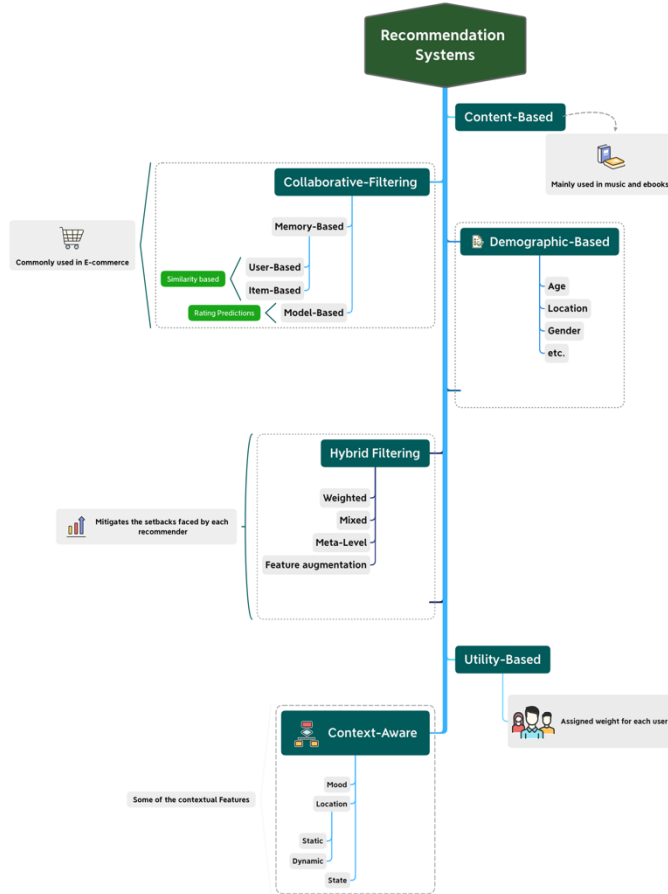 Recommendation
Systems
Content-Based
Mainly used in music and ebooks
Collaborative-Filtering
Memory-Based
User-Based
Item-Based
Similarity based
Model-Based
Rating Predictions
Commonly used in E-commerce
Demographic-Based
Age
Location
Gender
etc.
Hybrid Filtering
Weighted
Mixed
Meta-Level
Feature augmentation
Mitigates the setbacks faced by each
recommender
Utility-Based
Assigned weight for each user
Context-Aware
Mood
Location
Static
Dynamic
State
Some of the contextual Features